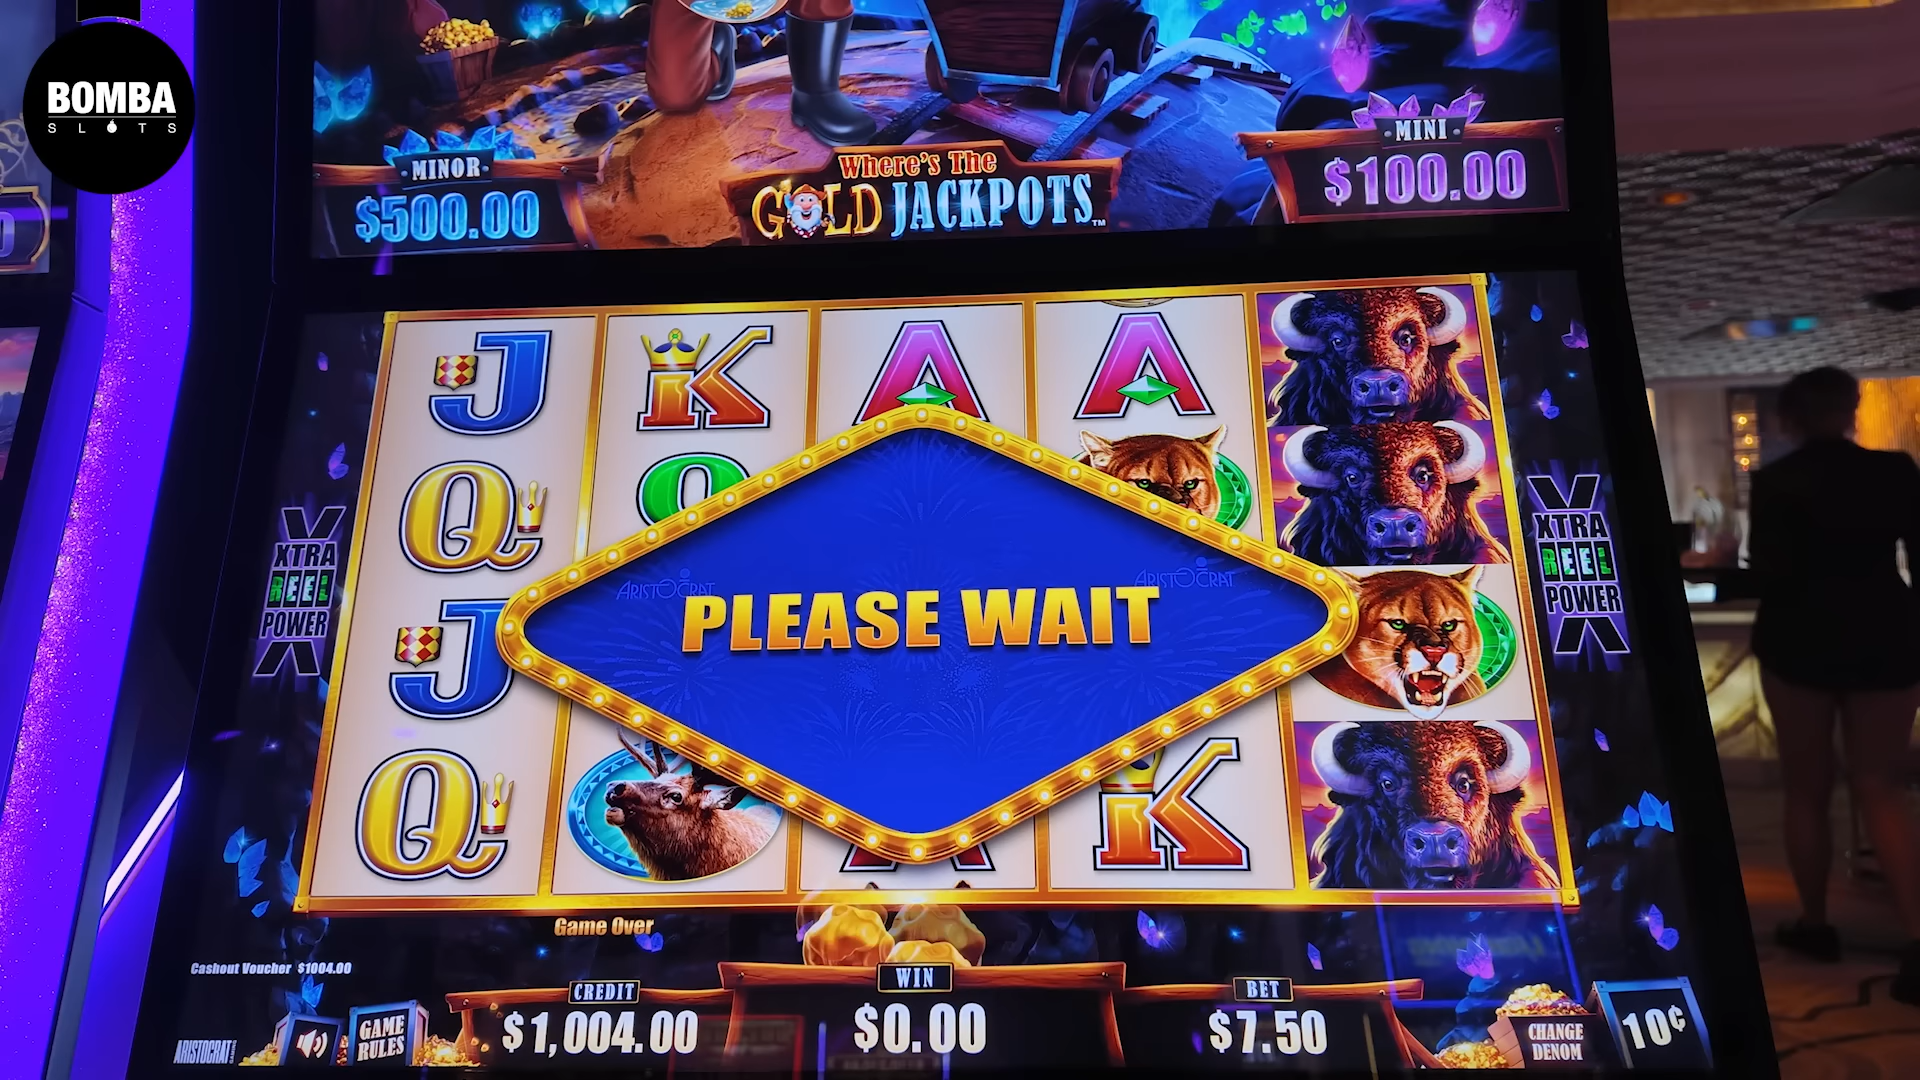 BOMBA
SLOTS
MINOR
$500.00
WHERE'S THE
GOLD JACKPOTS™
MINI
$100.00
J
K
A
A
Q
Q
J
Q
K
XTRA
REEL
POWER
XTRA
REEL
POWER
ARISTOCRAT
ARISTOCRAT
PLEASE WAIT
Game Over
Cashout Voucher $1004.00
CREDIT
$1,004.00
WIN
$0.00
BET
$7.50
ARISTOCRAT
GAME
RULES
CHANGE
DENOM
10¢